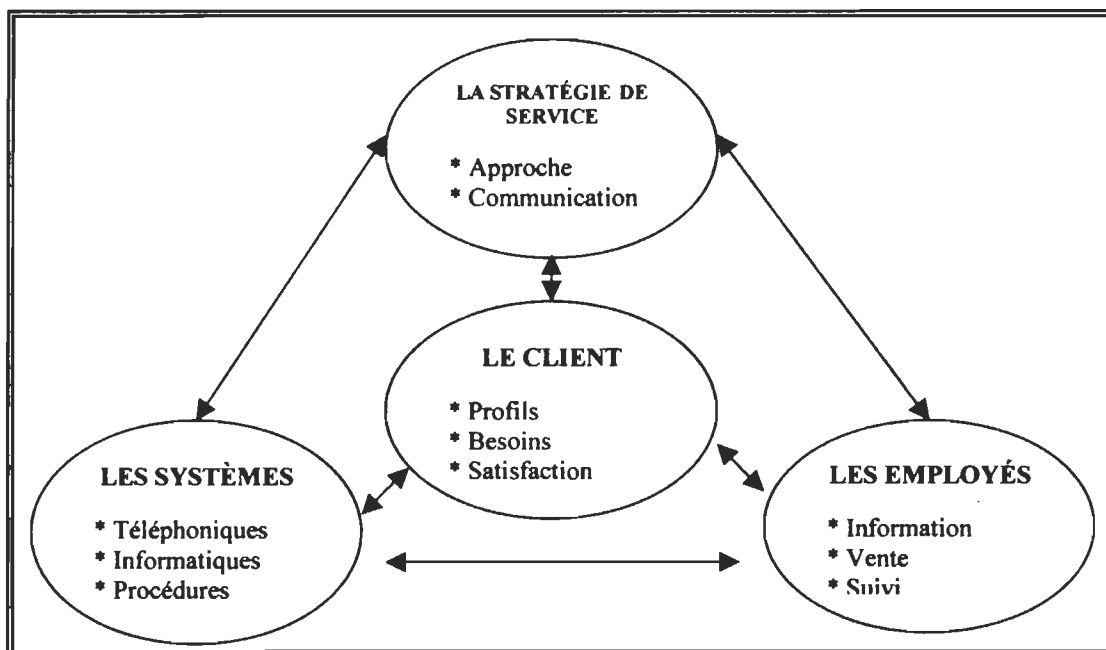 LA STRATÉGIE DE
SERVICE
* Approche
* Communication
LE CLIENT
* Profils
* Besoins
* Satisfaction
LES SYSTÈMES
* Téléphoniques
* Informatiques
* Procédures
LES EMPLOYÉS
* Information
* Vente
* Suivi